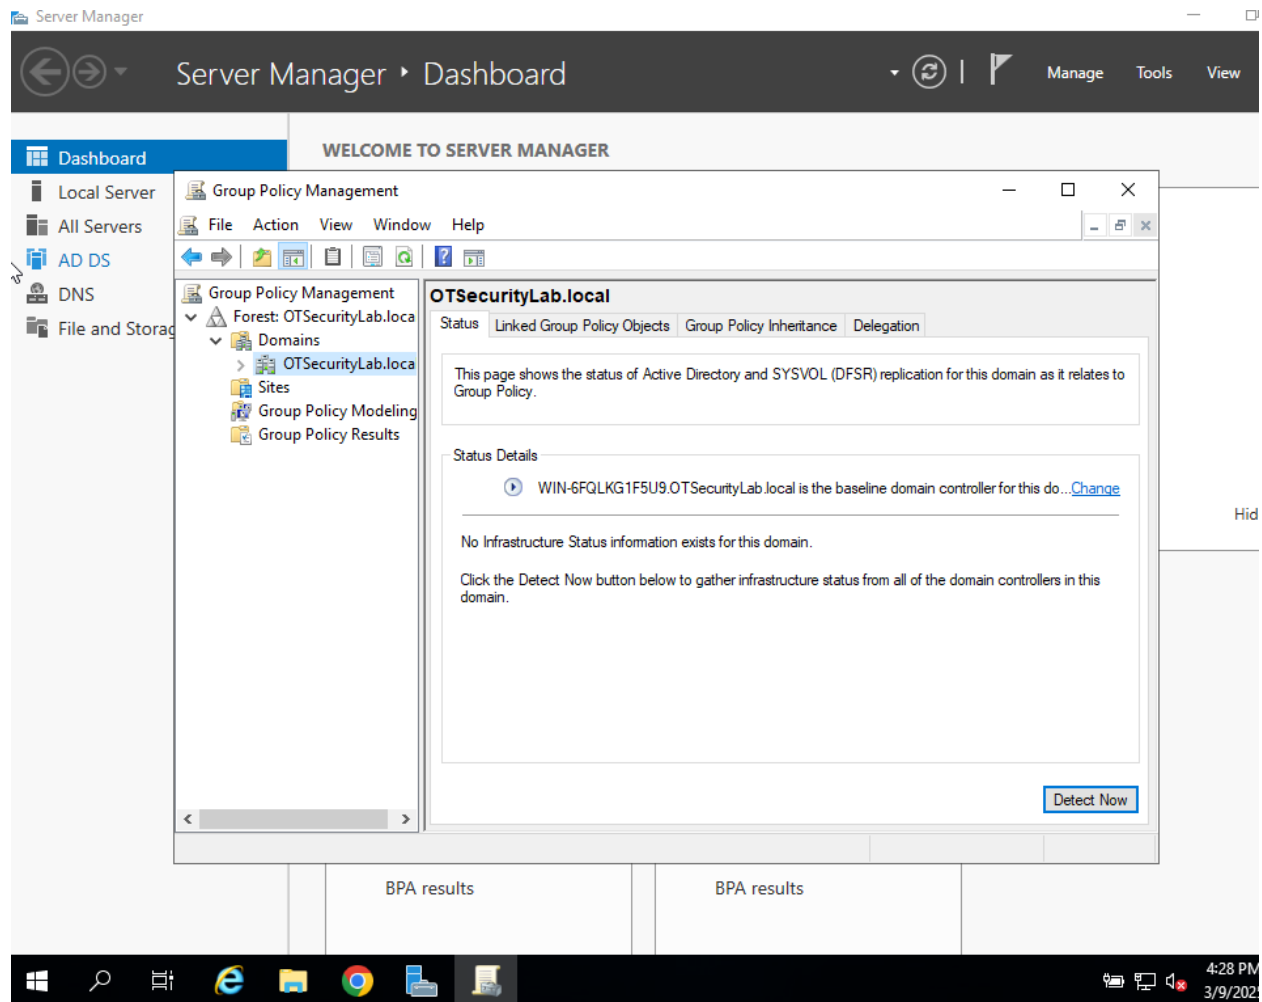 Server Manager
Server Manager Dashboard
Manage Tools View
Dashboard
Local Server
All Servers
AD DS
DNS
File and Storag
WELCOME TO SERVER MANAGER
Group Policy Management
File Action View Window Help
Group Policy Management
Forest: OTSecurityLab.loca
Domains
OTSecurityLab.loca
Sites
Group Policy Modeling
Group Policy Results
OTSecurityLab.local
Status Linked Group Policy Objects Group Policy Inheritance Delegation
This page shows the status of Active Directory and SYSVOL (DFSR) replication for this domain as it relates to
Group Policy.
Status Details
WIN-6FQLKG1F5U9.OTSecurityLab.local is the baseline domain controller for this do...Change
No Infrastructure Status information exists for this domain.
Click the Detect Now button below to gather infrastructure status from all of the domain controllers in this
domain.
Detect Now
Hid
BPA results
BPA results
4:28 PM
3/9/202